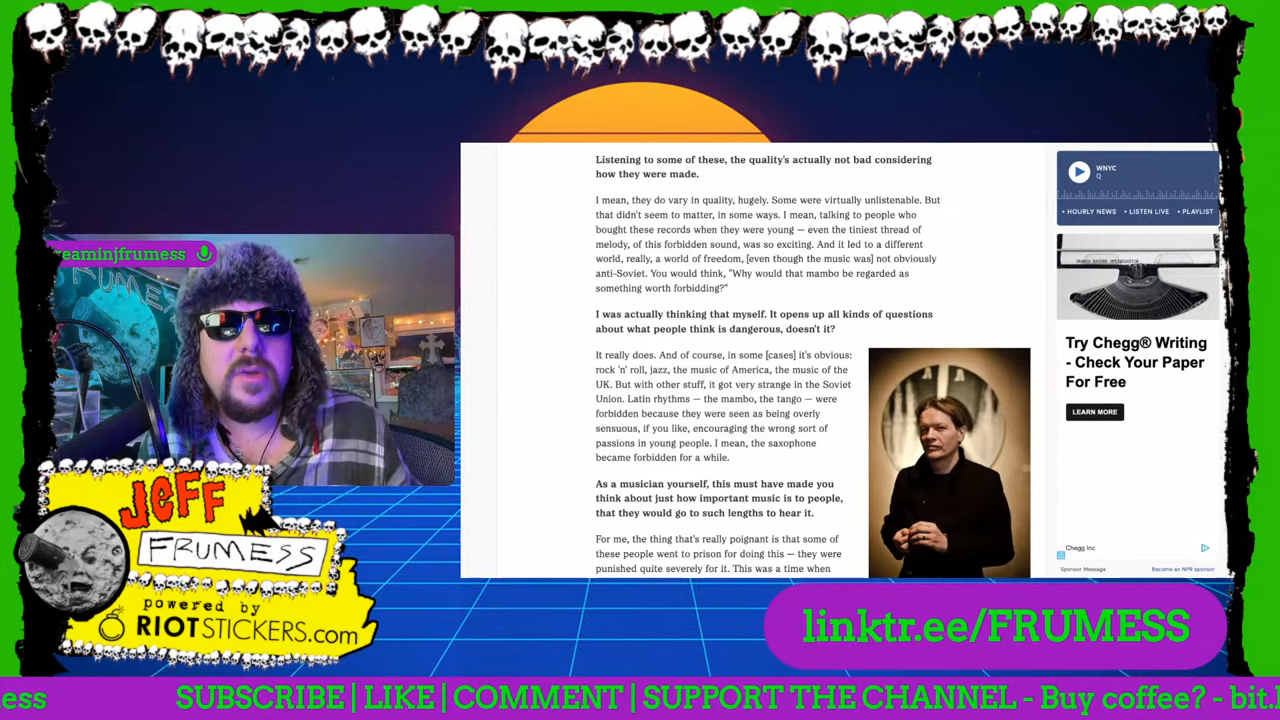 Listening to some of these, the quality's actually not bad considering
how they were made.
I mean, they do vary in quality, hugely. Some were virtually unlistenable. But
that didn't seem to matter, in some ways. I mean, talking to people who
bought these records when they were young — even the tiniest thread of
melody, of this forbidden sound, was so exciting. And it led to a different
world, really, a world of freedom, [even though the music was] not obviously
anti-Soviet. You would think, "Why would that mambo be regarded as
something worth forbidding?"
I was actually thinking that myself. It opens up all kinds of questions
about what people think is dangerous, doesn't it?
It really does. And of course, in some [cases] it's obvious:
rock 'n' roll, jazz, the music of America, the music of the
UK. But with other stuff, it got very strange in the Soviet
Union. Latin rhythms — the mambo, the tango — were
forbidden because they were seen as being overly
sensuous, if you like, encouraging the wrong sort of
passions in young people. I mean, the saxophone
became forbidden for a while.
As a musician yourself, this must have made you
think about just how important music is to people,
that they would go to such lengths to hear it.
For me, the thing that's really poignant is that some of
these people went to prison for doing this — they were
punished quite severely for it. This was a time when
WNYC
Q
+ HOURLY NEWS + LISTEN LIVE + PLAYLIST
SEARCH ENGINE OPTIMIZATION
Try Chegg® Writing
- Check Your Paper
For Free
LEARN MORE
Chegg Inc
Sponsor Message Become an NPR sponsor
eaminjfrumess
FRUMESS
JEFF
FRUMESS
powered by
RIOTSTICKERS.com
linktr.ee/FRUMESS
ess SUBSCRIBE | LIKE | COMMENT | SUPPORT THE CHANNEL - Buy coffee? - bit.l